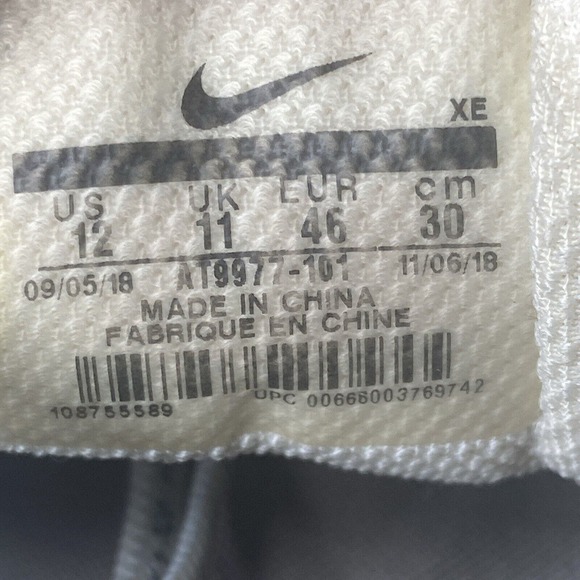 XE
US UK EUR cm
12 11 46 30
09/05/18 AT9977-101 11/06/18
MADE IN CHINA
FABRIQUE EN CHINE
108755589 UPC 00666003769742